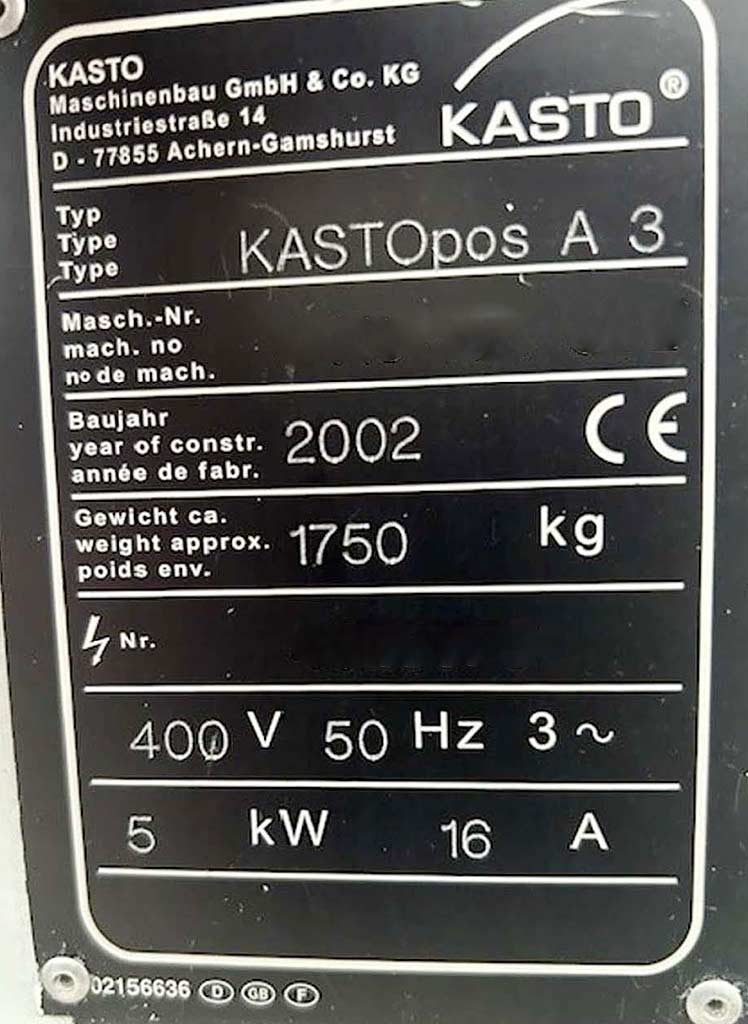 KASTO
Maschinenbau GmbH & Co. KG
Industriestraße 14
D - 77855 Achern-Gamshurst
KASTO®
Typ
Type
Type
KASTOpos A 3
Masch.-Nr.
mach. no
no de mach.
Baujahr
year of constr.
année de fabr.
2002
CE
Gewicht ca.
weight approx.
poids env.
1750 kg
Nr.
400 V 50 Hz 3 ~
5 kW 16 A
02156636 D GB F